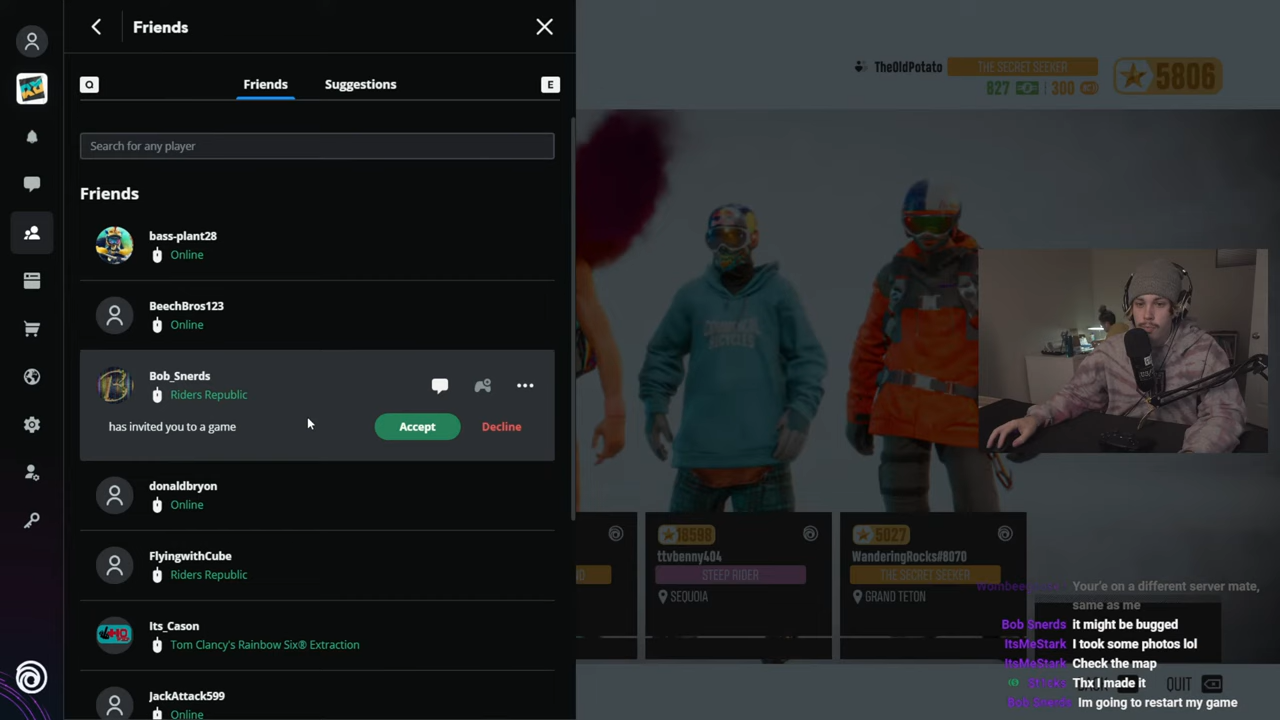 Friends
Q
Friends
Suggestions
E
Search for any player
Friends
bass-plant28
Online
BeechBros123
Online
Bob_Snerds
Riders Republic
has invited you to a game
Accept
Decline
donaldbryon
Online
FlyingwithCube
Riders Republic
Its_Cason
Tom Clancy's Rainbow Six® Extraction
JackAttack599
Online
TheOldPotato
THE SECRET SEEKER
5806
827
300
16598
ttvbenny404
STEEP RIDER
SEQUOIA
5027
WanderingRocks#8070
THE SECRET SEEKER
GRAND TETON
Your'e on a different server mate,
same as me
Bob Snerds it might be bugged
ItsMeStark I took some photos lol
ItsMeStark Check the map
Thx I made it
Bob Snerds Im going to restart my game
QUIT